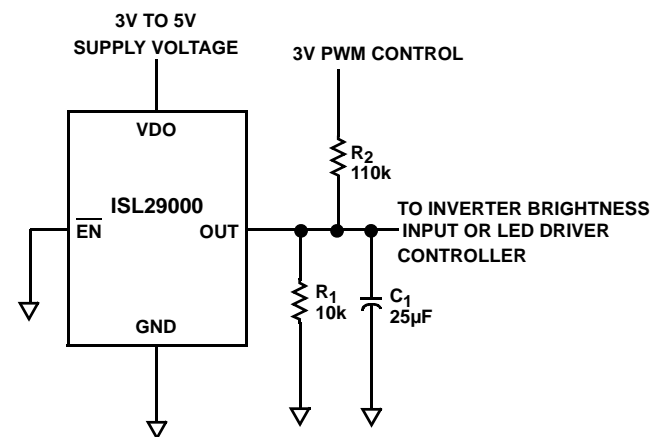 3V TO 5V
SUPPLY VOLTAGE
3V PWM CONTROL
VDO
R2
110k
ISL29000
EN
OUT
TO INVERTER BRIGHTNESS
INPUT OR LED DRIVER
CONTROLLER
R1
10k
C1
25µF
GND